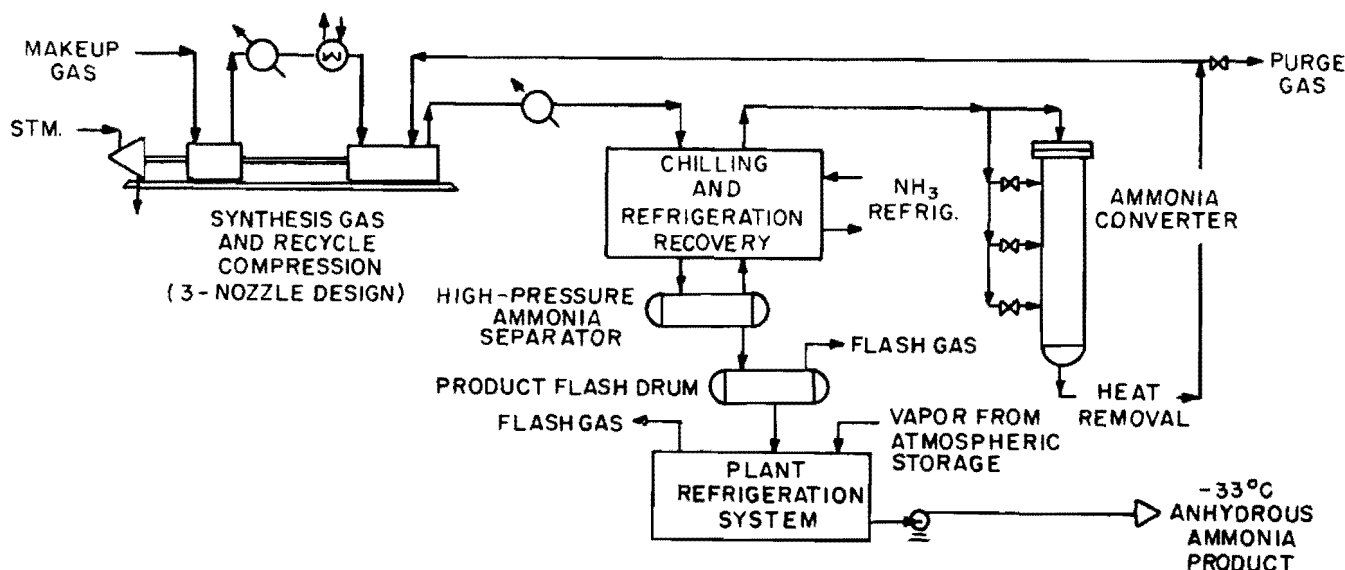 MAKEUP
GAS
STM.
SYNTHESIS GAS
AND RECYCLE
COMPRESSION
(3-NOZZLE DESIGN)
PURGE
GAS
CHILLING
AND
REFRIGERATION
RECOVERY
NH3
REFRIG.
AMMONIA
CONVERTER
HIGH-PRESSURE
AMMONIA
SEPARATOR
FLASH GAS
PRODUCT FLASH DRUM
HEAT
REMOVAL
FLASH GAS
VAPOR FROM
ATMOSPHERIC
STORAGE
PLANT
REFRIGERATION
SYSTEM
-33°C
ANHYDROUS
AMMONIA
PRODUCT